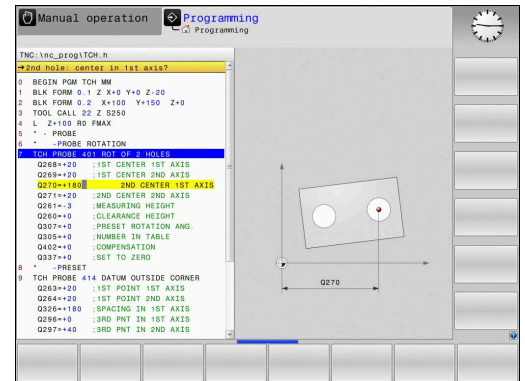 Manual operation
Programming
Programming
TNC:\nc_prog\TCH.h
→2nd hole: center in 1st axis?
0 BEGIN PGM TCH MM
1 BLK FORM 0.1 Z X+0 Y+0 Z-20
2 BLK FORM 0.2 X+100 Y+150 Z+0
3 TOOL CALL 22 Z S250
4 L Z+100 R0 FMAX
5 * - PROBE
6 * -PROBE ROTATION
7 TCH PROBE 401 ROT OF 2 HOLES
Q268=+20 ;1ST CENTER 1ST AXIS
Q269=+20 ;1ST CENTER 2ND AXIS
Q270=+180 2ND CENTER 1ST AXIS
Q271=+20 ;2ND CENTER 2ND AXIS
Q261=-3 ;MEASURING HEIGHT
Q260=+0 ;CLEARANCE HEIGHT
Q307=+0 ;PRESET ROTATION ANG.
Q305=+0 ;NUMBER IN TABLE
Q402=+0 ;COMPENSATION
Q337=+0 ;SET TO ZERO
8 * -PRESET
9 TCH PROBE 414 DATUM OUTSIDE CORNER
Q263=+20 ;1ST POINT 1ST AXIS
Q264=+20 ;1ST POINT 2ND AXIS
Q326=+180 ;SPACING IN 1ST AXIS
Q296=+0 ;3RD PNT IN 1ST AXIS
Q297=+40 ;3RD PNT IN 2ND AXIS
Q270